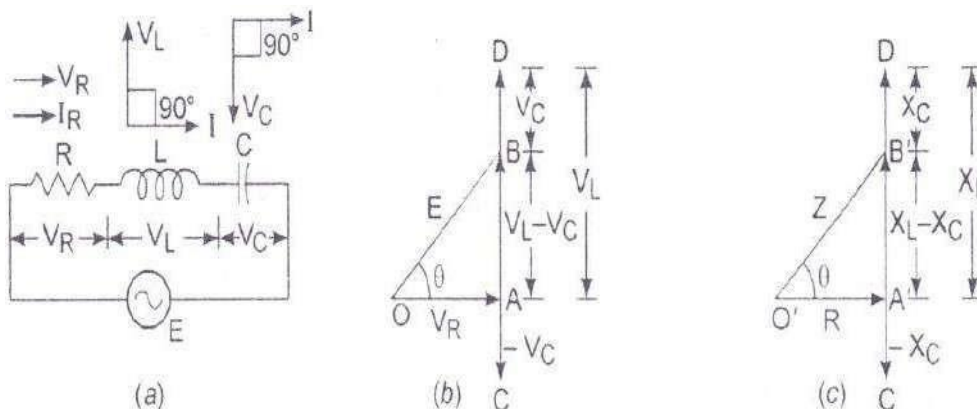 V_L
I
90°
V_R
I_R
90°
V_C
I
R
L
C
V_R
V_L
V_C
E
(a)
D
V_C
B
V_L
E
V_L–V_C
θ
O
V_R
A
– V_C
C
(b)
D
X_C
B'
Z
X_L–X_C
θ
O'
R
A'
– X_C
C
(c)